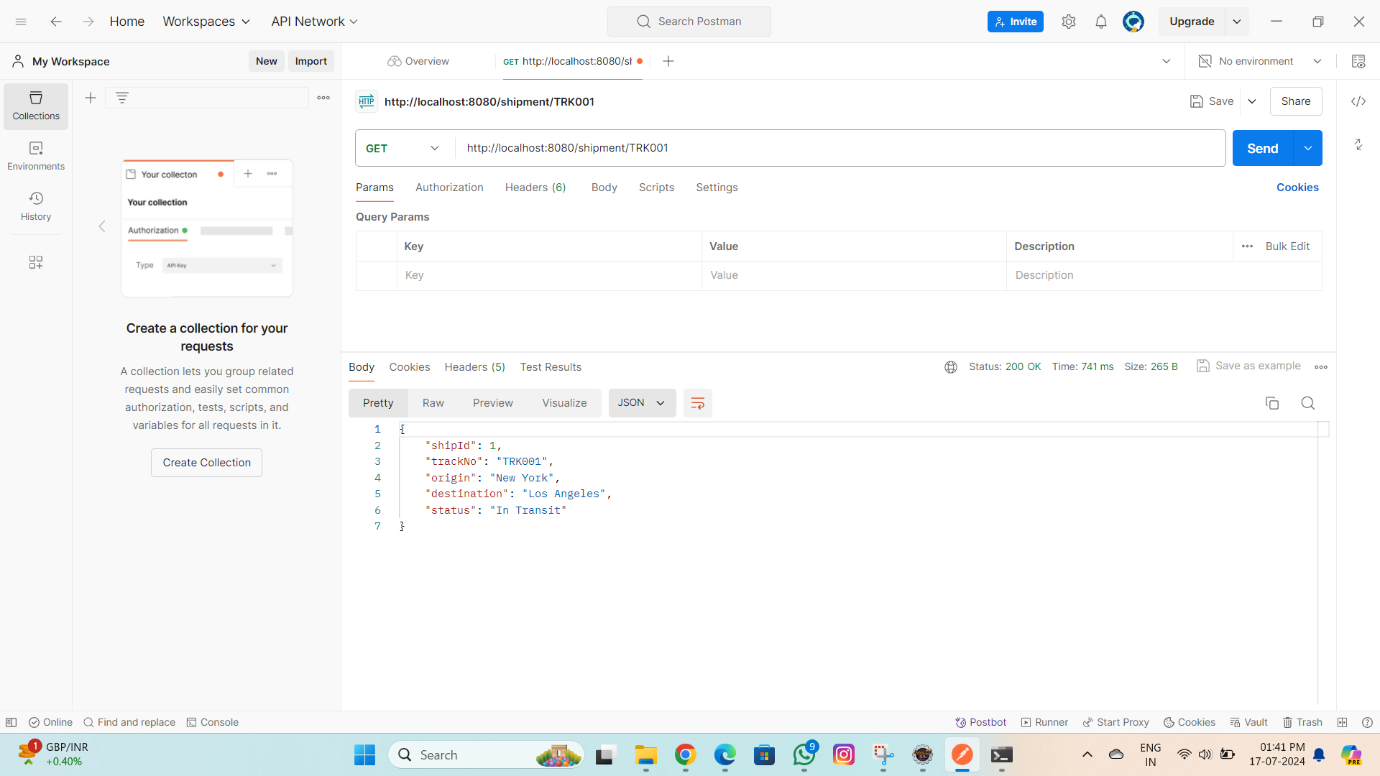 Home Workspaces API Network Search Postman Invite Upgrade
My Workspace New Import Overview GET http://localhost:8080/sl No environment
Collections
Environments
History
Your collecton
Your collection
Authorization
Type API Key
Create a collection for your
requests
A collection lets you group related
requests and easily set common
authorization, tests, scripts, and
variables for all requests in it.
Create Collection
HTTP http://localhost:8080/shipment/TRK001 Save Share
GET http://localhost:8080/shipment/TRK001 Send
Params Authorization Headers (6) Body Scripts Settings Cookies
Query Params
Key Value Description Bulk Edit
Key Value Description
Body Cookies Headers (5) Test Results Status: 200 OK Time: 741 ms Size: 265 B Save as example
Pretty Raw Preview Visualize JSON
1 {
2 "shipId": 1,
3 "trackNo": "TRK001",
4 "origin": "New York",
5 "destination": "Los Angeles",
6 "status": "In Transit"
7 }
Online Find and replace Console Postbot Runner Start Proxy Cookies Vault Trash
1 GBP/INR
+0.40%
Search
9
ENG
IN
01:41 PM
17-07-2024
PRE